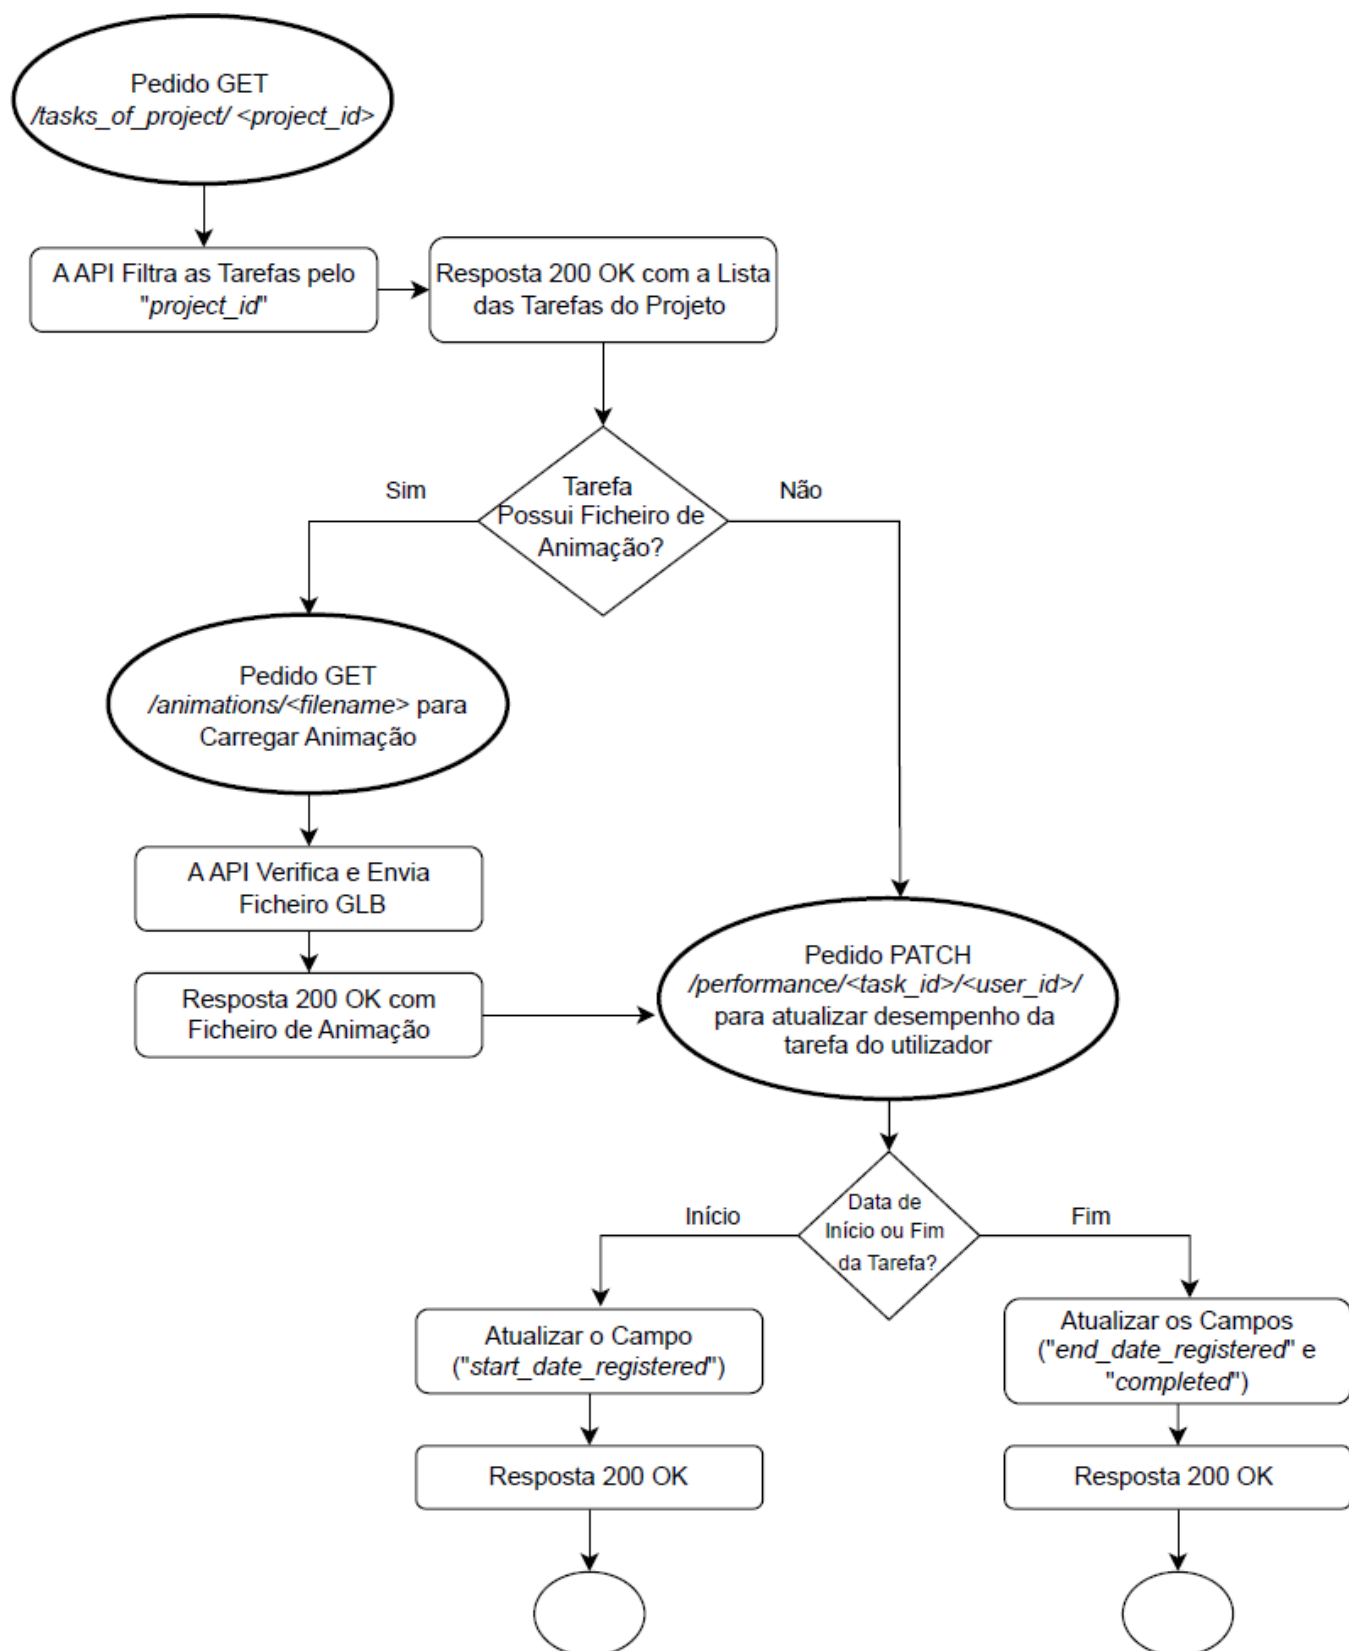 Pedido GET
/tasks_of_project/ <project_id>
A API Filtra as Tarefas pelo
"project_id"
Resposta 200 OK com a Lista
das Tarefas do Projeto
Tarefa
Possui Ficheiro de
Animação?
Sim
Não
Pedido GET
/animations/<filename> para
Carregar Animação
A API Verifica e Envia
Ficheiro GLB
Resposta 200 OK com
Ficheiro de Animação
Pedido PATCH
/performance/<task_id>/<user_id>/
para atualizar desempenho da
tarefa do utilizador
Data de
Início ou Fim
da Tarefa?
Início
Fim
Atualizar o Campo
("start_date_registered")
Resposta 200 OK
Atualizar os Campos
("end_date_registered" e
"completed")
Resposta 200 OK